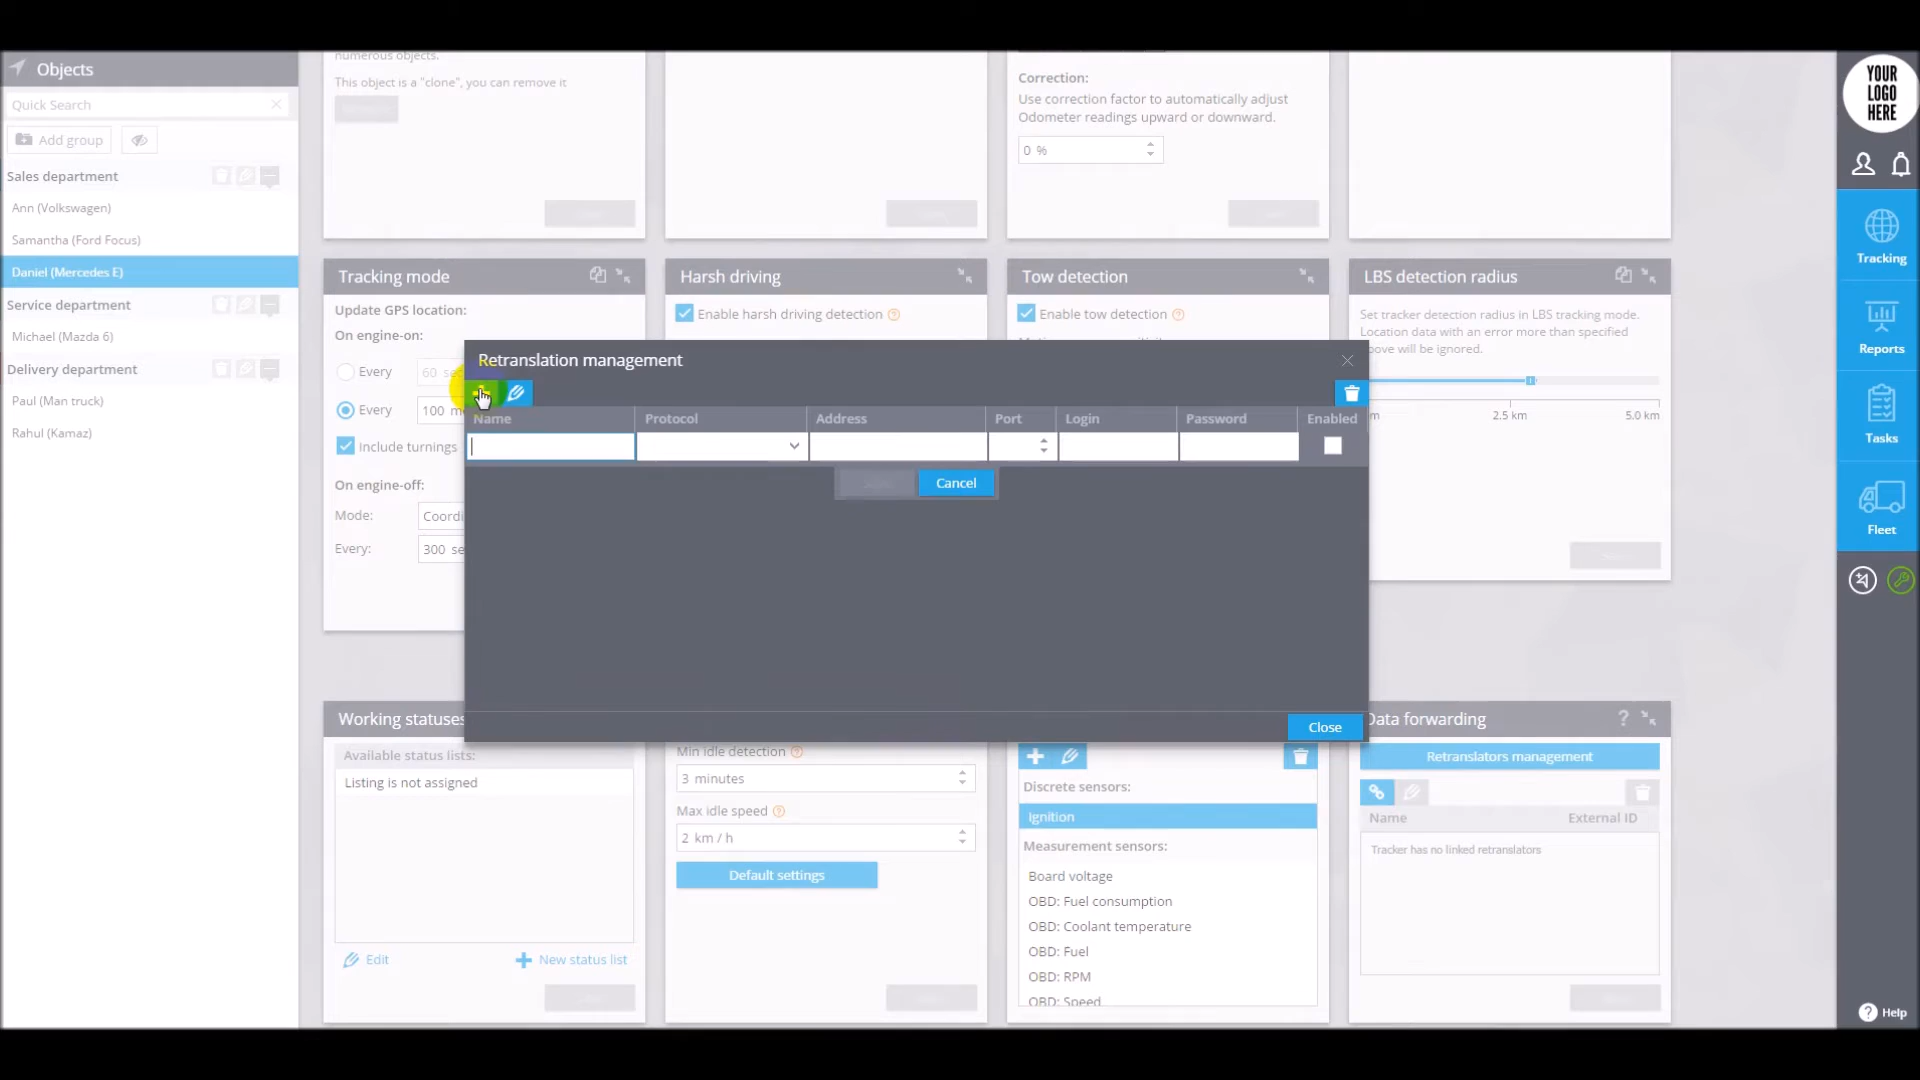 Objects
Quick Search
Add group
Sales department
Ann (Volkswagen)
Samantha (Ford Focus)
Daniel (Mercedes E)
Service department
Michael (Mazda 6)
Delivery department
Paul (Man truck)
Rahul (Kamaz)
numerous objects.
This object is a "clone", you can remove it
Correction:
Use correction factor to automatically adjust
Odometer readings upward or downward.
0 %
Tracking mode
Update GPS location:
On engine-on:
Every
60 sec
Every
100 m
Include turnings
On engine-off:
Mode:
Coordi
Every:
300 se
Harsh driving
Enable harsh driving detection
Tow detection
Enable tow detection
LBS detection radius
Set tracker detection radius in LBS tracking mode.
Location data with an error more than specified
above will be ignored.
2.5 km
5.0 km
Retranslation management
Name
Protocol
Address
Port
Login
Password
Enabled
Cancel
Close
Working statuses
Available status lists:
Listing is not assigned
Edit
New status list
Min idle detection
3 minutes
Max idle speed
2 km / h
Default settings
Discrete sensors:
Ignition
Measurement sensors:
Board voltage
OBD: Fuel consumption
OBD: Coolant temperature
OBD: Fuel
OBD: RPM
OBD: Speed
Data forwarding
?
Retranslators management
Name
External ID
Tracker has no linked retranslators
YOUR
LOGO
HERE
Tracking
Reports
Tasks
Fleet
? Help